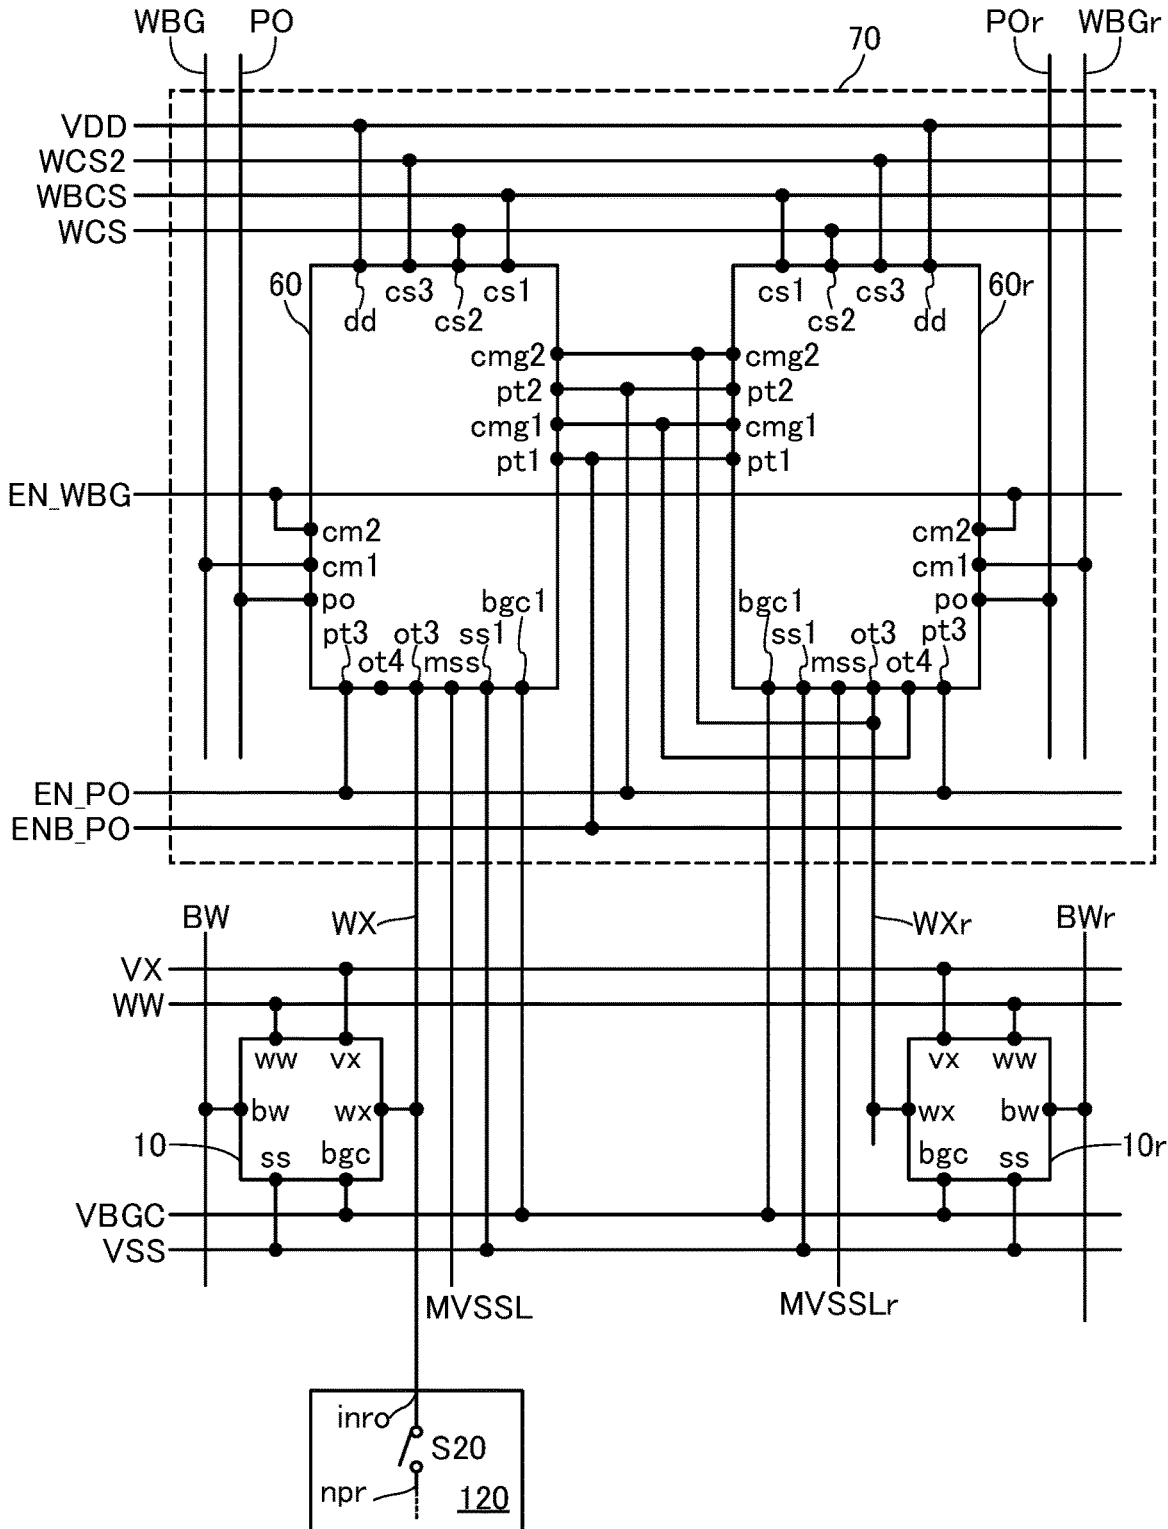 WBG PO POr WBGr
70
VDD
WCS2
WBCS
WCS
60 cs3 cs1 cs1 cs3 60r
dd cs2 cs2 dd
cmg2 cmg2
pt2 pt2
cmg1 cmg1
pt1 pt1
EN_WBG
cm2 cm2
cm1 cm1
po bgc1 bgc1 po
pt3 ot3 ss1 ss1 ot3 pt3
ot4 mss mss ot4
EN_PO
ENB_PO
BW WX WXr BWr
VX
WW
ww vx vx ww
bw wx wx bw
10 ss bgc bgc ss 10r
VBGC
VSS
MVSSL MVSSLr
inro
S20
npr 120